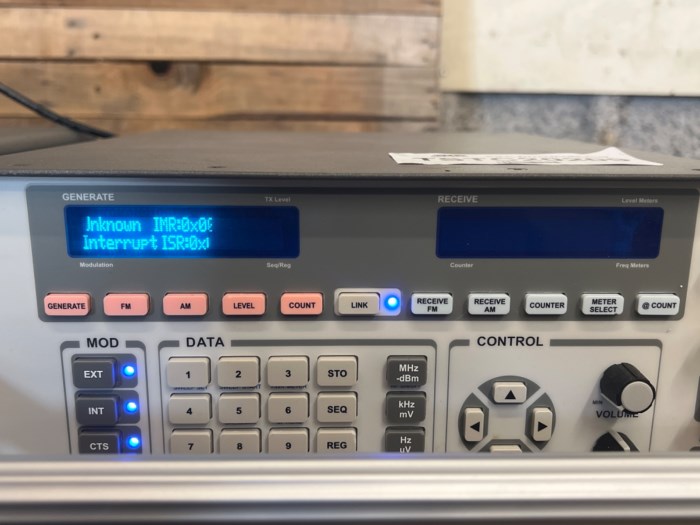 GENERATE
TX Level
RECEIVE
Level Meters
Unknown IMR:0x0
Interrupt ISR:0x
Modulation
Seq/Reg
Counter
Freq Meters
GENERATE
FM
AM
LEVEL
COUNT
LINK
RECEIVE
FM
RECEIVE
AM
COUNTER
METER
SELECT
@ COUNT
MOD
DATA
CONTROL
EXT
1
2
3
STO
MHz
-dBm
INT
4
5
6
SEQ
kHz
mV
MIN
VOLUME
CTS
7
8
9
REG
Hz
uV